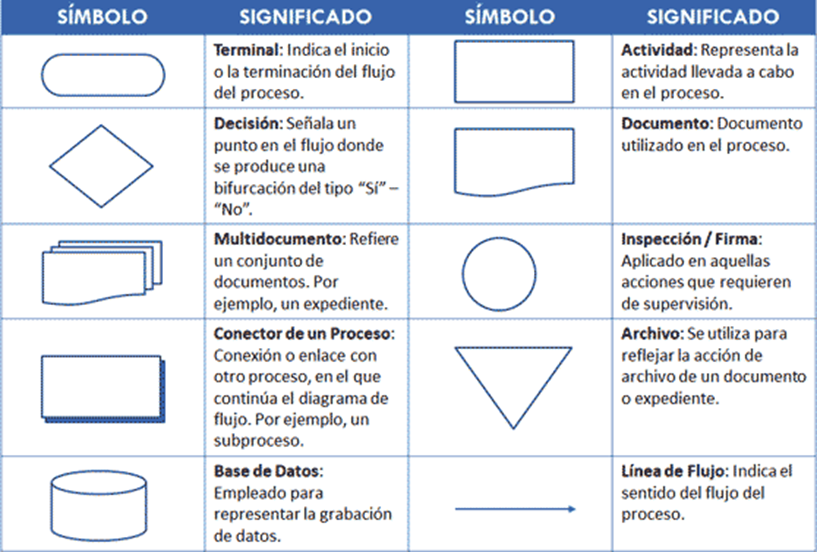 SÍMBOLO SIGNIFICADO SÍMBOLO SIGNIFICADO
Terminal: Indica el inicio
o la terminación del flujo
del proceso.
Actividad: Representa la
actividad llevada a cabo
en el proceso.
Decisión: Señala un
punto en el flujo donde
se produce una
bifurcación del tipo “Sí” –
“No”.
Documento: Documento
utilizado en el proceso.
Multidocumento: Refiere
un conjunto de
documentos. Por
ejemplo, un expediente.
Inspección / Firma:
Aplicado en aquellas
acciones que requieren
de supervisión.
Conector de un Proceso:
Conexión o enlace con
otro proceso, en el que
continúa el diagrama de
flujo. Por ejemplo, un
subproceso.
Archivo: Se utiliza para
reflejar la acción de
archivo de un documento
o expediente.
Base de Datos:
Empleado para
representar la grabación
de datos.
Línea de Flujo: Indica el
sentido del flujo del
proceso.